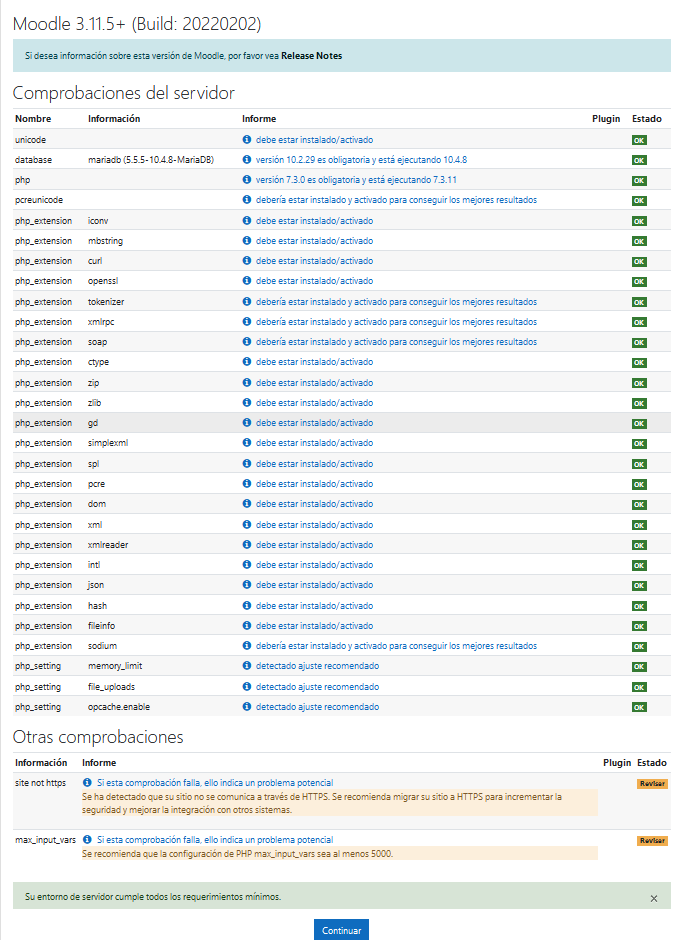 Moodle 3.11.5+ (Build: 20220202)
Si desea información sobre esta versión de Moodle, por favor vea Release Notes
Comprobaciones del servidor
Nombre Información Informe Plugin Estado
unicode debe estar instalado/activado OK
database mariadb (5.5.5-10.4.8-MariaDB) versión 10.2.29 es obligatoria y está ejecutando 10.4.8 OK
php versión 7.3.0 es obligatoria y está ejecutando 7.3.11 OK
pcreunicode debería estar instalado y activado para conseguir los mejores resultados OK
php_extension iconv debe estar instalado/activado OK
php_extension mbstring debe estar instalado/activado OK
php_extension curl debe estar instalado/activado OK
php_extension openssl debe estar instalado/activado OK
php_extension tokenizer debería estar instalado y activado para conseguir los mejores resultados OK
php_extension xmlrpc debería estar instalado y activado para conseguir los mejores resultados OK
php_extension soap debería estar instalado y activado para conseguir los mejores resultados OK
php_extension ctype debe estar instalado/activado OK
php_extension zip debe estar instalado/activado OK
php_extension zlib debe estar instalado/activado OK
php_extension gd debe estar instalado/activado OK
php_extension simplexml debe estar instalado/activado OK
php_extension spl debe estar instalado/activado OK
php_extension pcre debe estar instalado/activado OK
php_extension dom debe estar instalado/activado OK
php_extension xml debe estar instalado/activado OK
php_extension xmlreader debe estar instalado/activado OK
php_extension intl debe estar instalado/activado OK
php_extension json debe estar instalado/activado OK
php_extension hash debe estar instalado/activado OK
php_extension fileinfo debe estar instalado/activado OK
php_extension sodium debería estar instalado y activado para conseguir los mejores resultados OK
php_setting memory_limit detectado ajuste recomendado OK
php_setting file_uploads detectado ajuste recomendado OK
php_setting opcache.enable detectado ajuste recomendado OK
Otras comprobaciones
Información Informe Plugin Estado
site not https Si esta comprobación falla, ello indica un problema potencial Revisar
Se ha detectado que su sitio no se comunica a través de HTTPS. Se recomienda migrar su sitio a HTTPS para incrementar la
seguridad y mejorar la integración con otros sistemas.
max_input_vars Si esta comprobación falla, ello indica un problema potencial Revisar
Se recomienda que la configuración de PHP max_input_vars sea al menos 5000.
Su entorno de servidor cumple todos los requerimientos mínimos. ×
Continuar